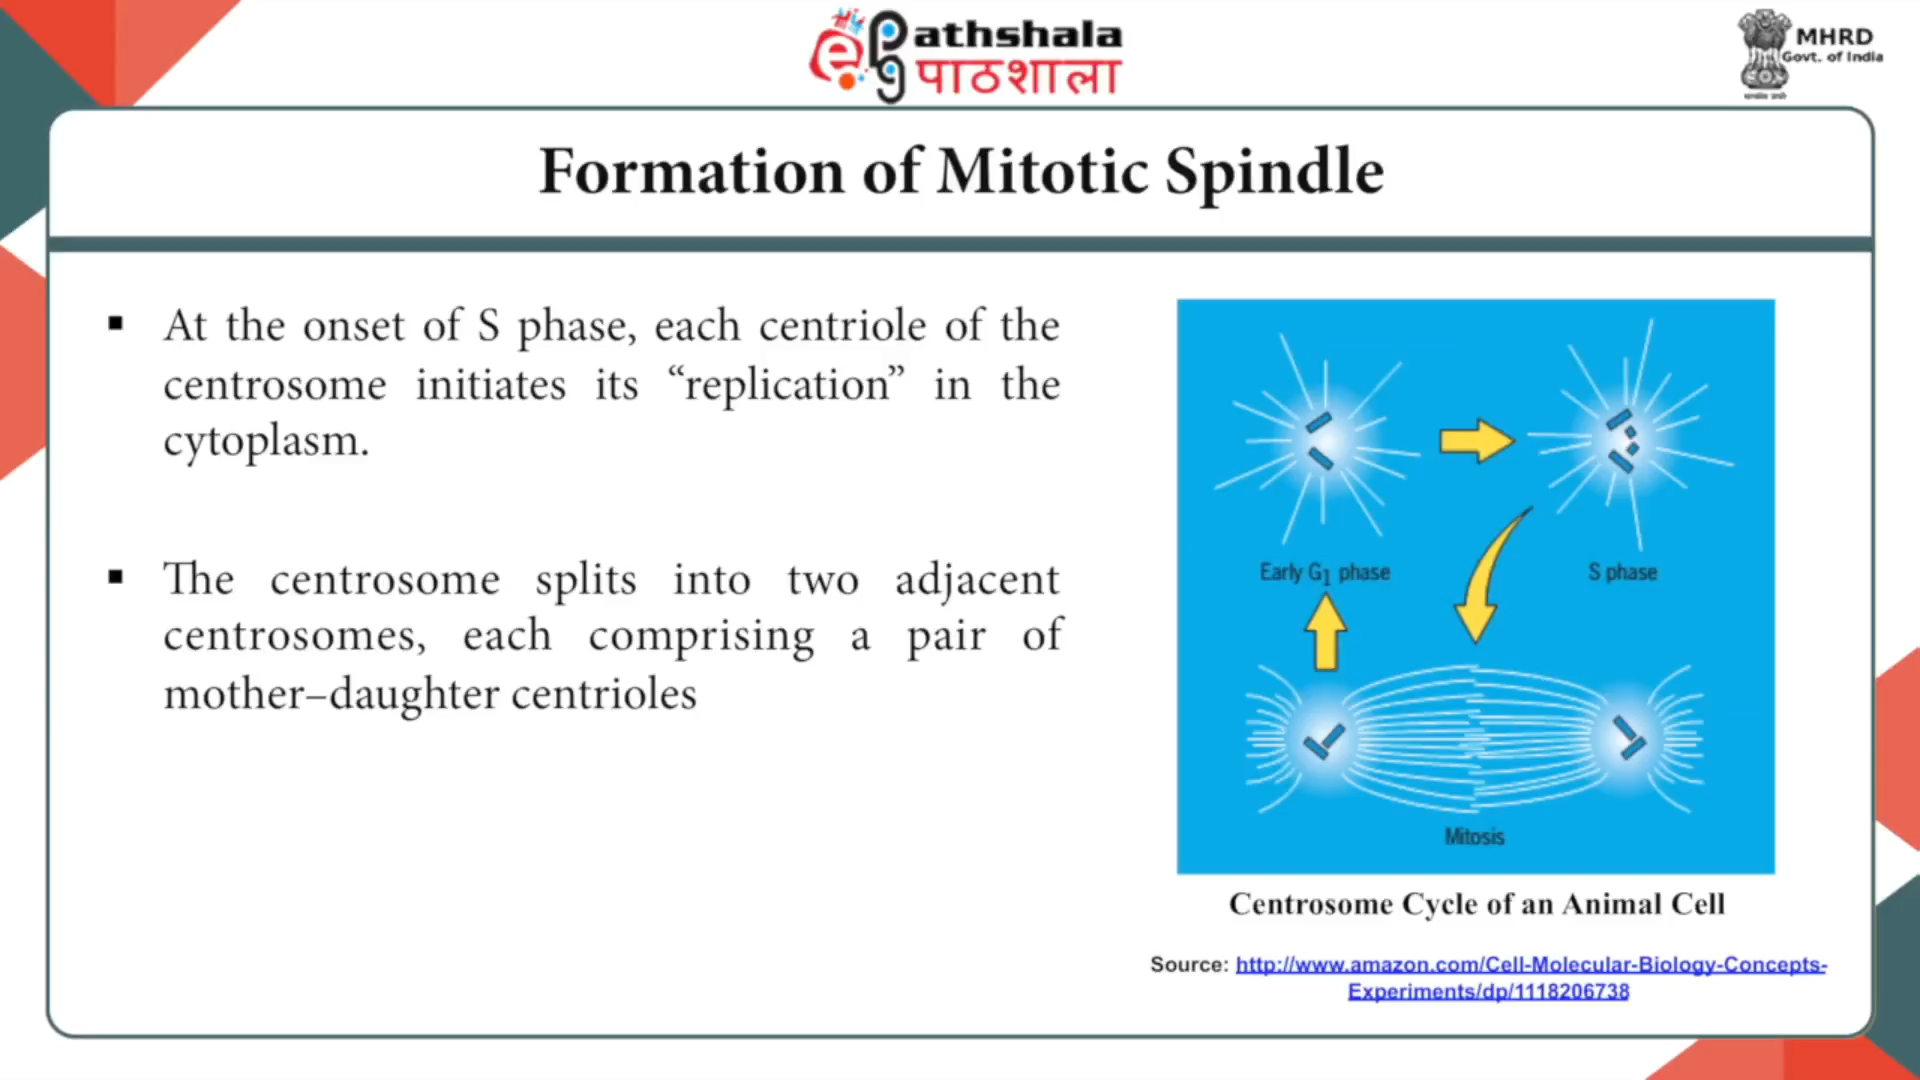 ePathshala
पाठशाला
MHRD
Govt. of India
Formation of Mitotic Spindle
▪ At the onset of S phase, each centriole of the
centrosome initiates its “replication” in the
cytoplasm.
▪ The centrosome splits into two adjacent
centrosomes, each comprising a pair of
mother–daughter centrioles
Early G1 phase
S phase
Mitosis
Centrosome Cycle of an Animal Cell
Source: http://www.amazon.com/Cell-Molecular-Biology-Concepts-
Experiments/dp/1118206738